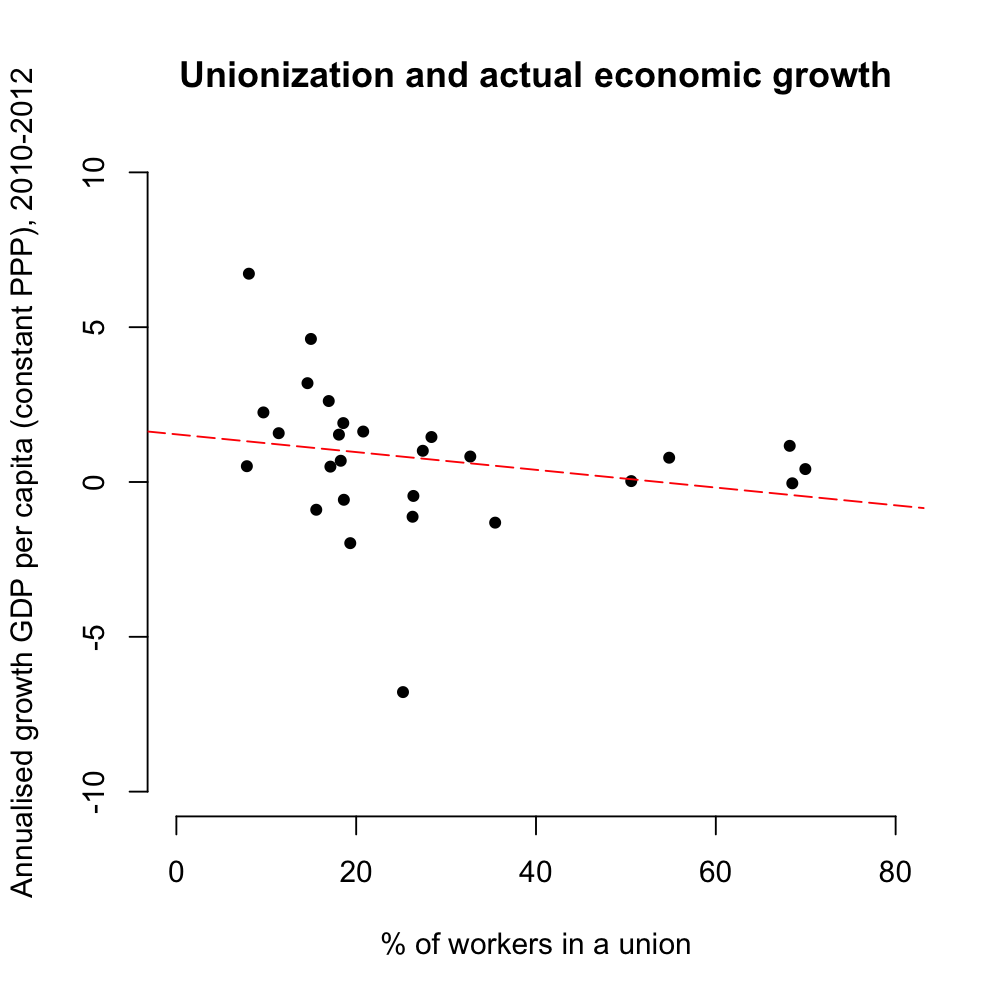 Unionization and actual economic growth
Annualised growth GDP per capita (constant PPP), 2010-2012
10
5
0
-5
-10
0 20 40 60 80
% of workers in a union